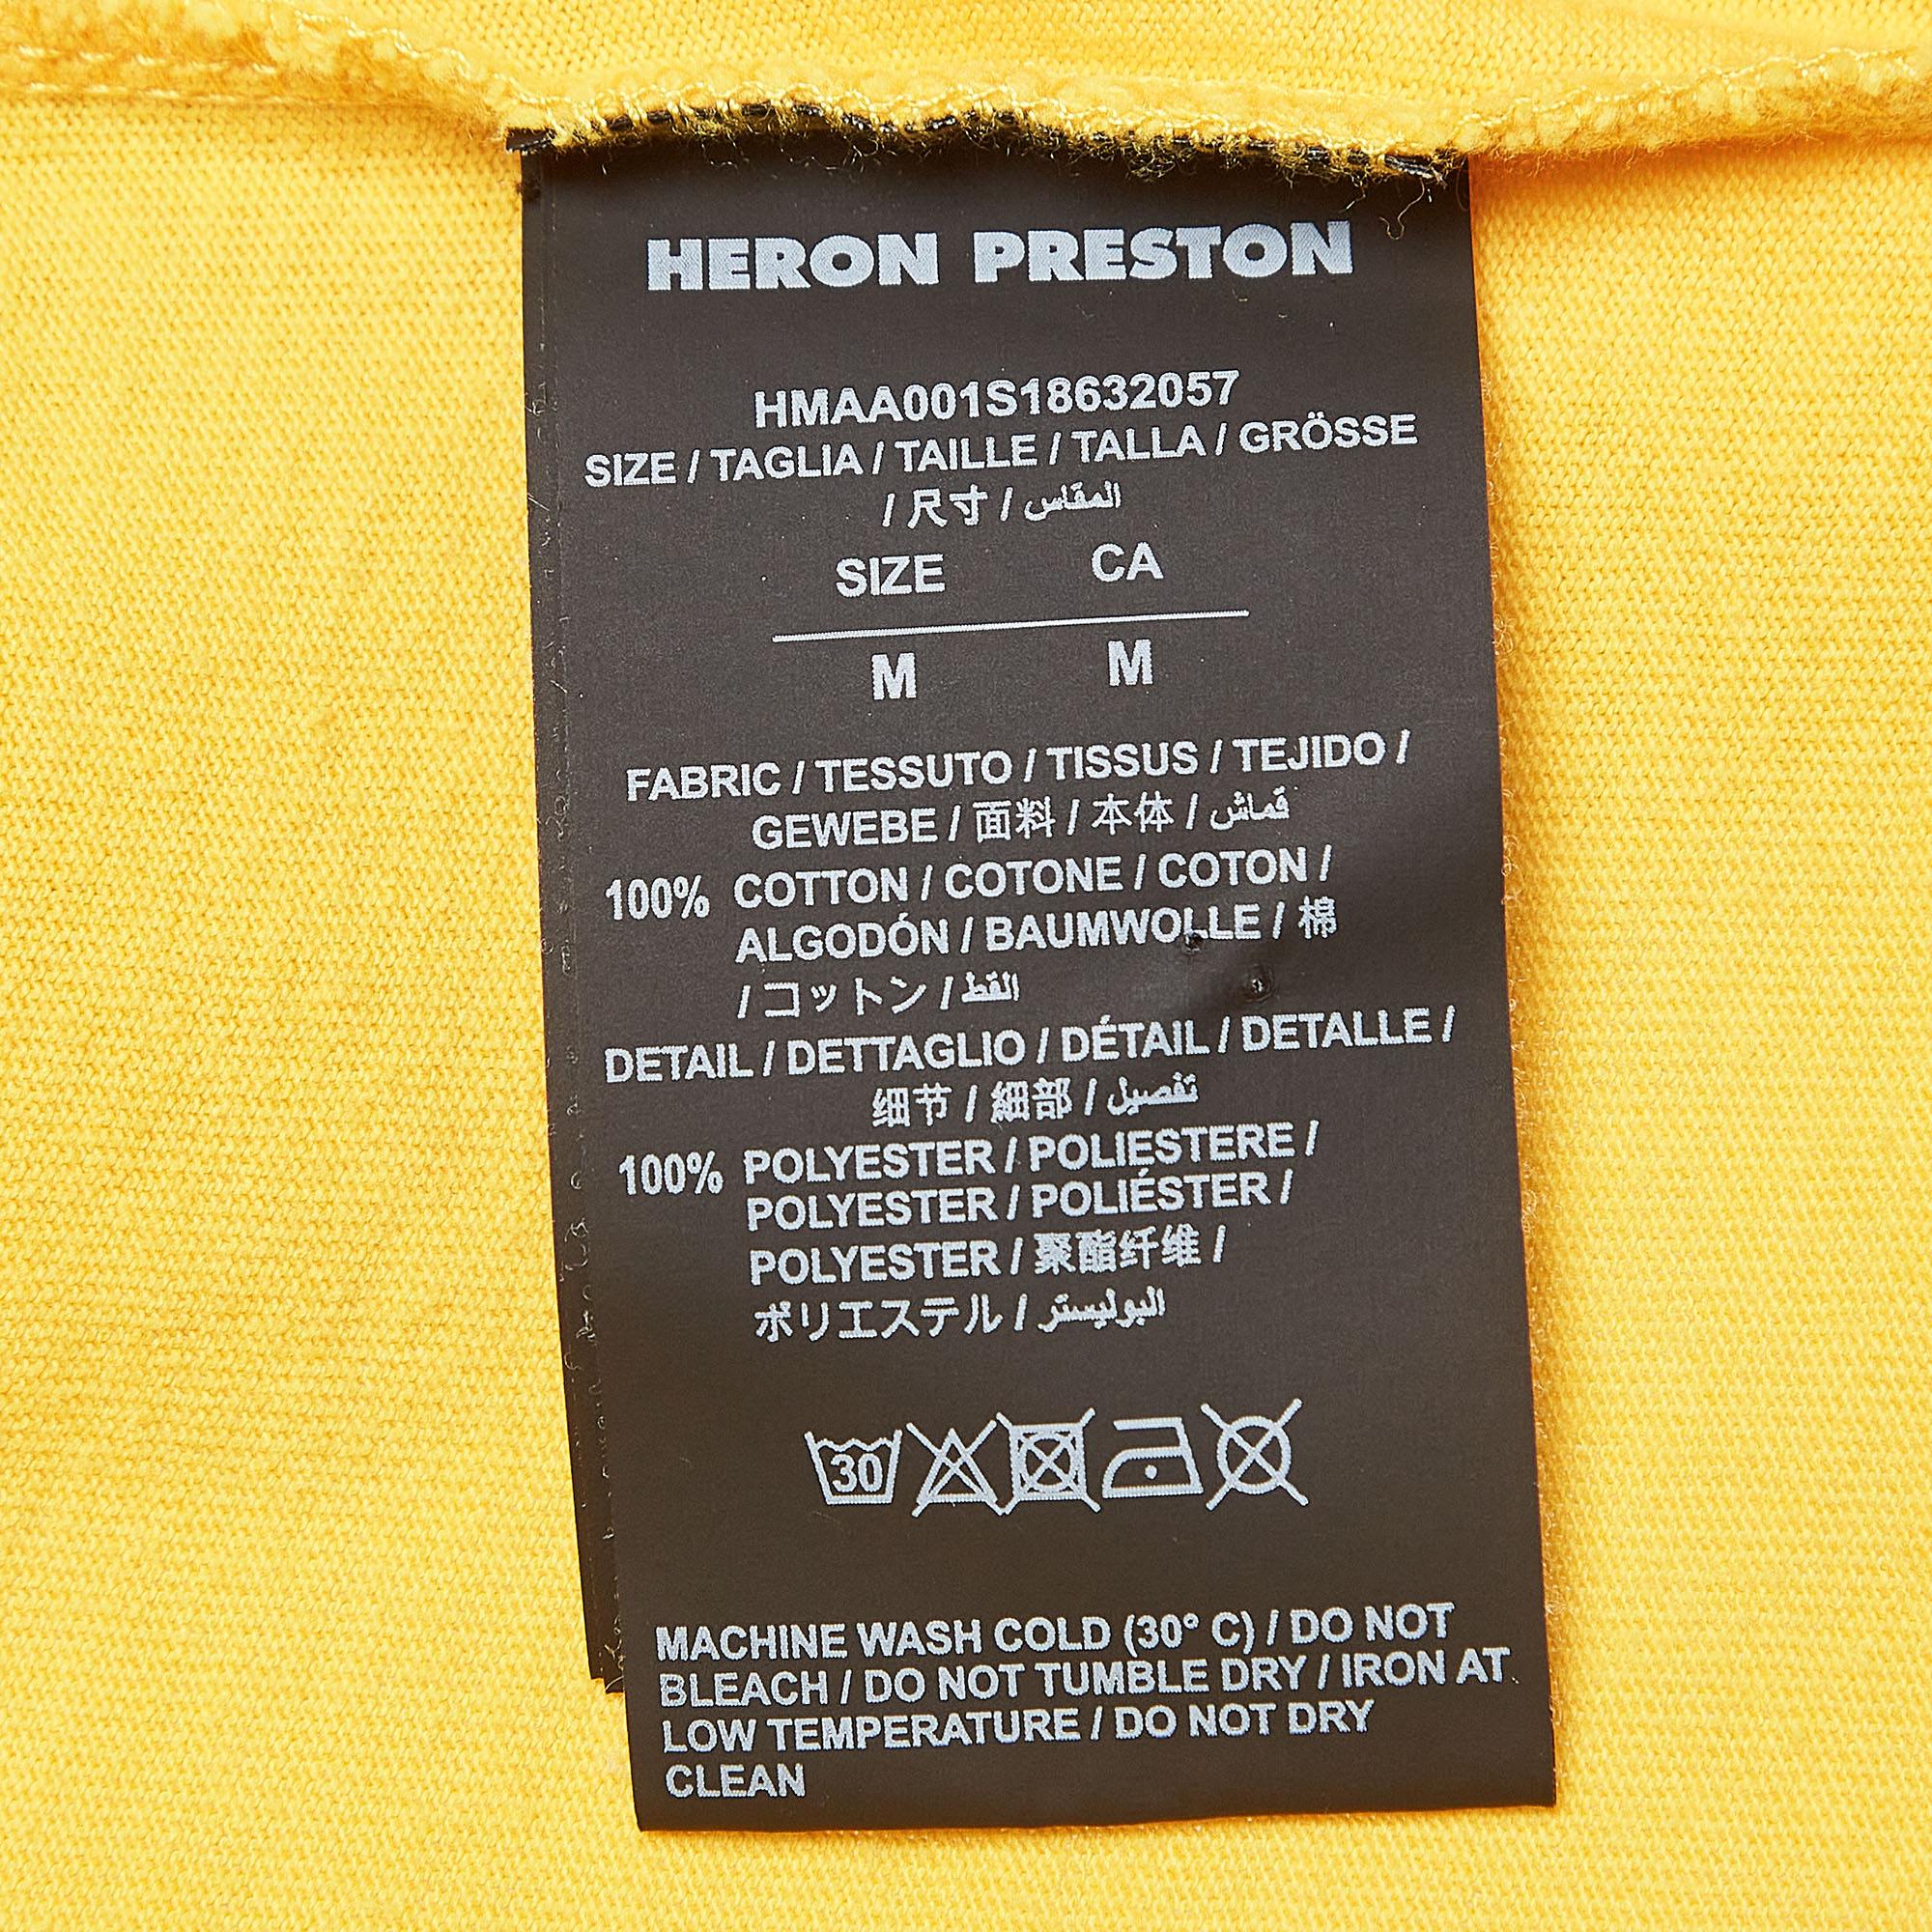 HERON PRESTON
HMAA001S18632057
SIZE / TAGLIA / TAILLE / TALLA / GRÖSSE
/ 尺寸 / المقاس
SIZE CA
M M
FABRIC / TESSUTO / TISSUS / TEJIDO /
GEWEBE / 面料 / 本体 / قماش
100% COTTON / COTONE / COTON /
ALGODÓN / BAUMWOLLE / 棉
/ コットン / القط
DETAIL / DETTAGLIO / DÉTAIL / DETALLE /
细节 / 細部 / تفصيل
100% POLYESTER / POLIESTERE /
POLYESTER / POLIÉSTER /
POLYESTER / 聚酯纤维 /
ポリエステル / البوليستر
30
MACHINE WASH COLD (30° C) / DO NOT
BLEACH / DO NOT TUMBLE DRY / IRON AT
LOW TEMPERATURE / DO NOT DRY
CLEAN